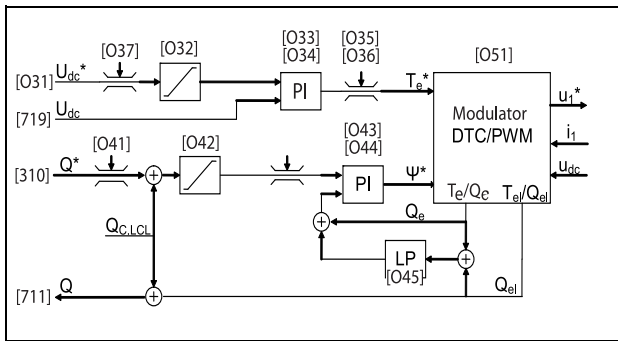 [O37]
[O32]
[O33]
[O34]
[O35]
[O36]
[O51]
[O31]
Udc*
Te*
u1*
PI
Modulator
DTC/PWM
[719]
Udc
i1
[O41]
[O42]
[O43]
[O44]
[310]
Q*
PI
Ψ*
udc
Te/Qe
Tel/Qel
QC.LCL
Qe
LP
[O45]
[711]
Q
Qel